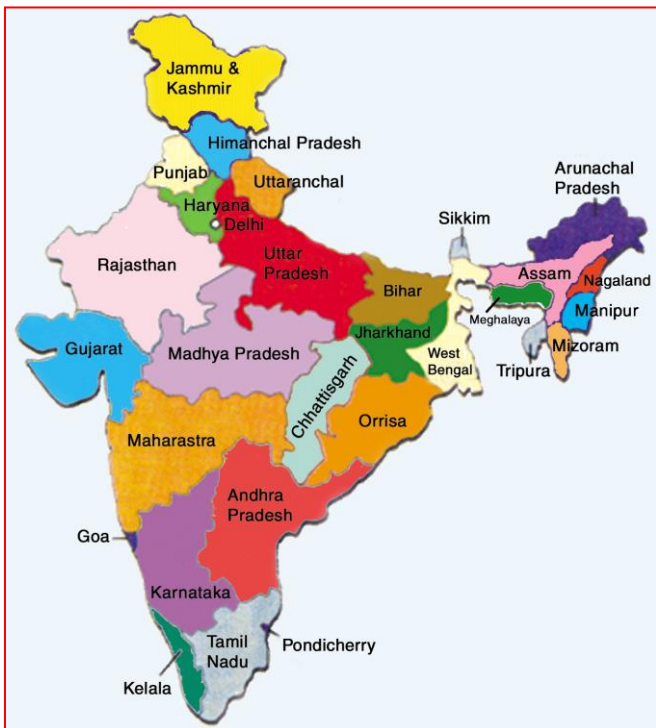 Jammu &
Kashmir
Himanchal Pradesh
Punjab
Uttaranchal
Arunachal
Pradesh
Haryana
Delhi
Sikkim
Rajasthan
Uttar
Pradesh
Assam
Nagaland
Bihar
Meghalaya
Manipur
Gujarat
Madhya Pradesh
Jharkhand
West
Bengal
Tripura
Mizoram
Chhattisgarh
Maharastra
Orrisa
Andhra
Pradesh
Goa
Karnataka
Tamil
Nadu
Pondicherry
Kelala